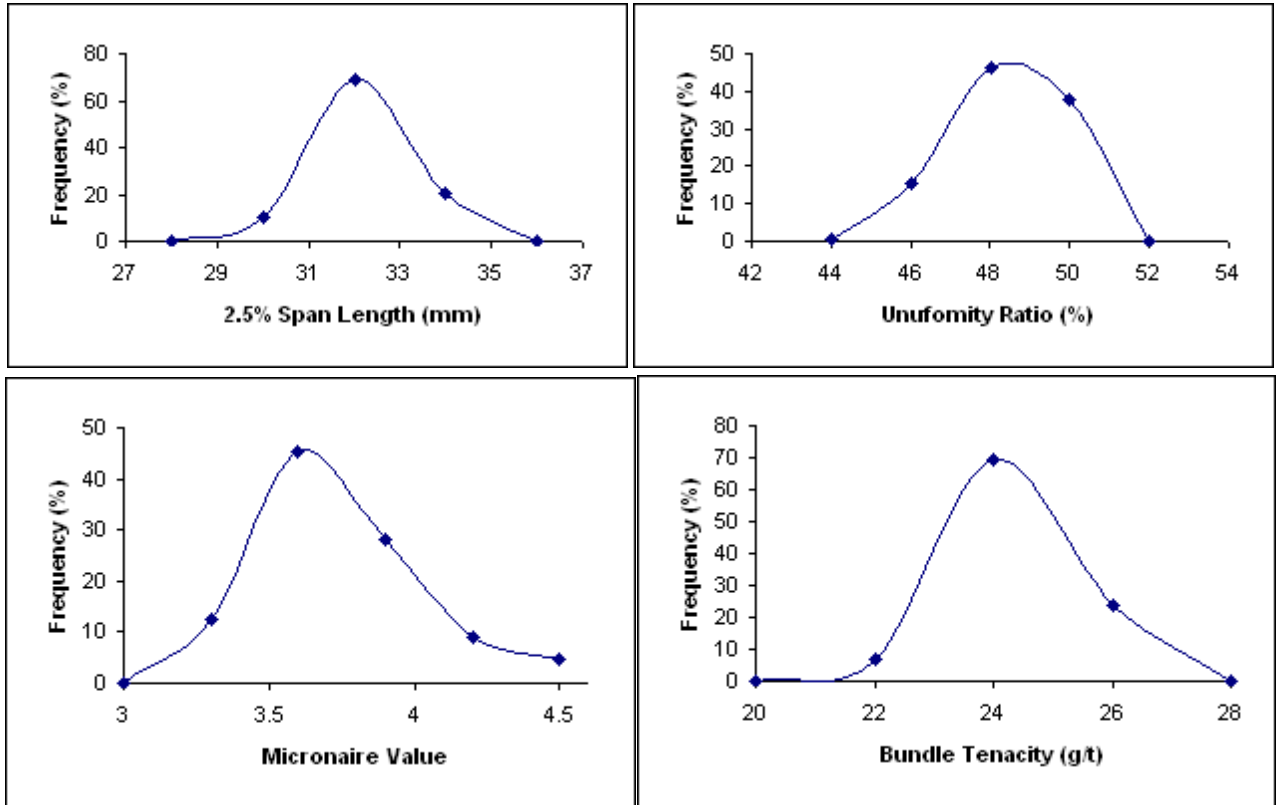 80
60
40
20
0
Frequency (%)
27 29 31 33 35 37
2.5% Span Length (mm)
50
40
30
20
10
0
Frequency (%)
42 44 46 48 50 52 54
Unufomity Ratio (%)
50
40
30
20
10
0
Frequency (%)
3 3.5 4 4.5
Micronaire Value
80
70
60
50
40
30
20
10
0
Frequency (%)
20 22 24 26 28
Bundle Tenacity (g/t)